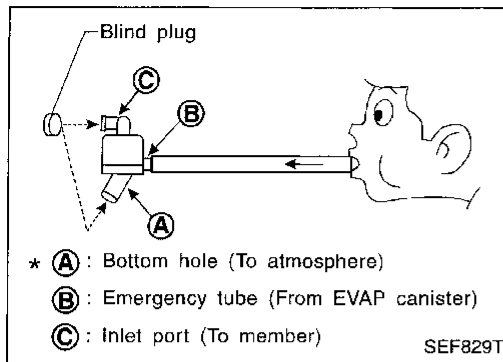 Blind plug
C
B
A
* A : Bottom hole (To atmosphere)
B : Emergency tube (From EVAP canister)
C : Inlet port (To member)
SEF829T